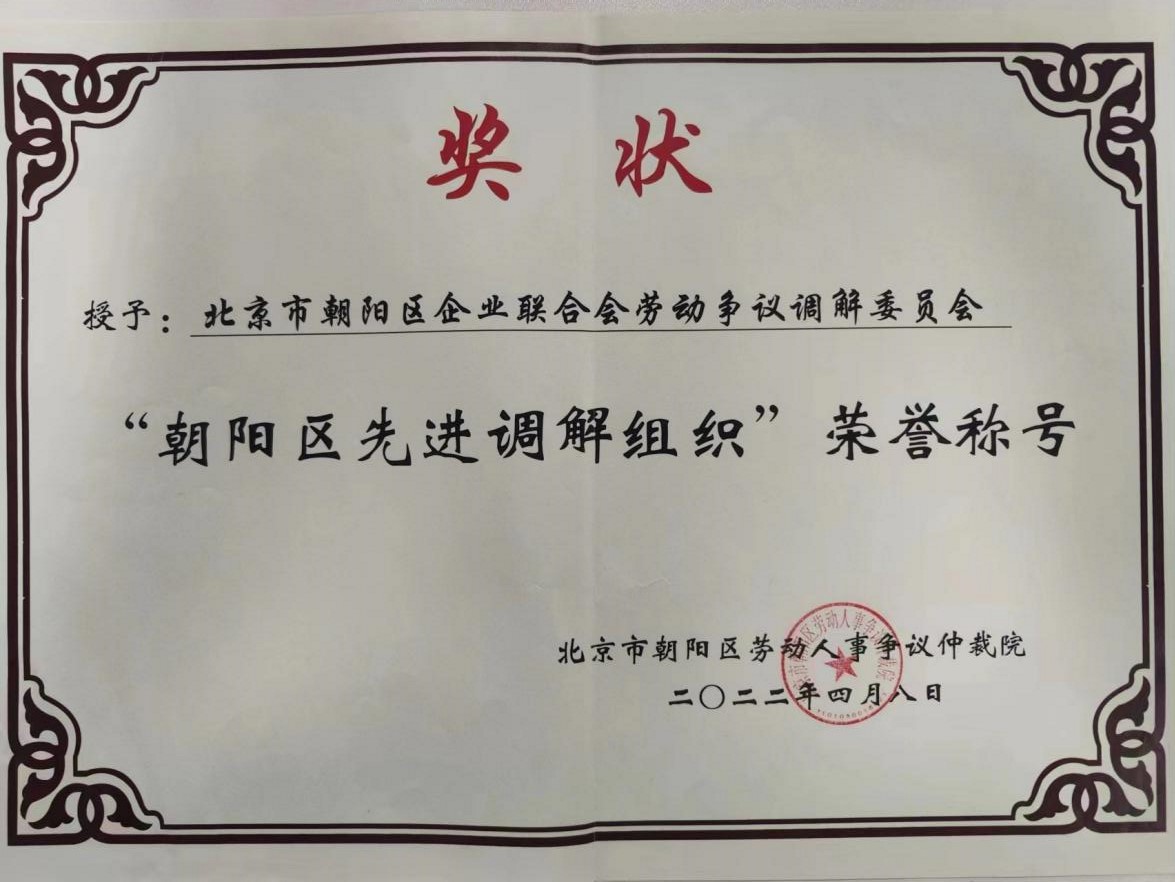 奖状
授予：北京市朝阳区企业联合会劳动争议调解委员会
“朝阳区先进调解组织”荣誉称号
北京市朝阳区劳动人事争议仲裁院
二〇二二年四月八日